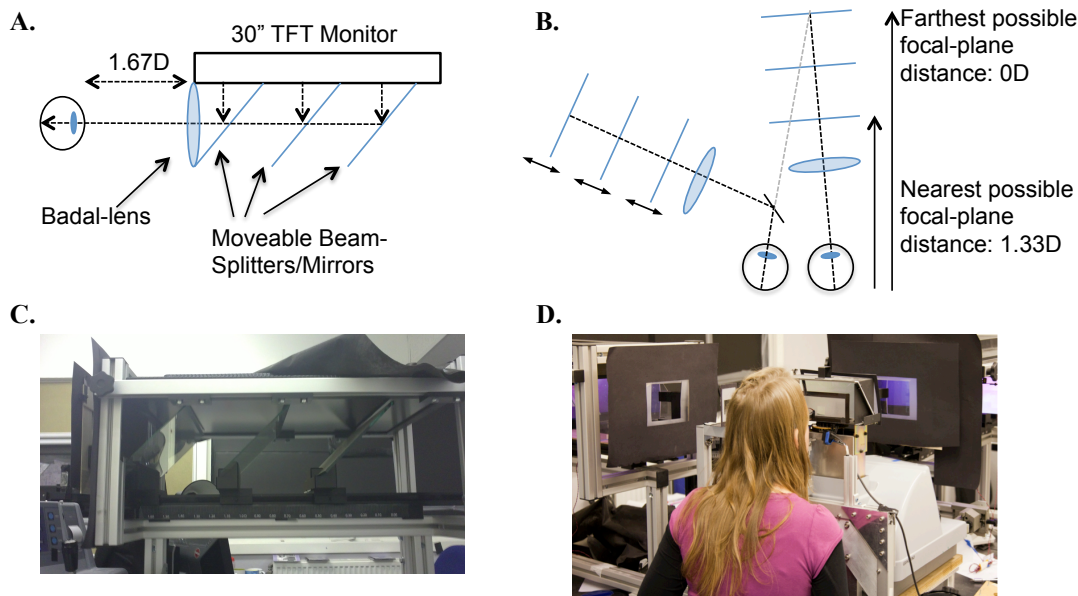 A.
30” TFT Monitor
1.67D
Badal-lens
Moveable Beam-
Splitters/Mirrors
B.
Farthest possible
focal-plane
distance: 0D
Nearest possible
focal-plane
distance: 1.33D
C.
D.